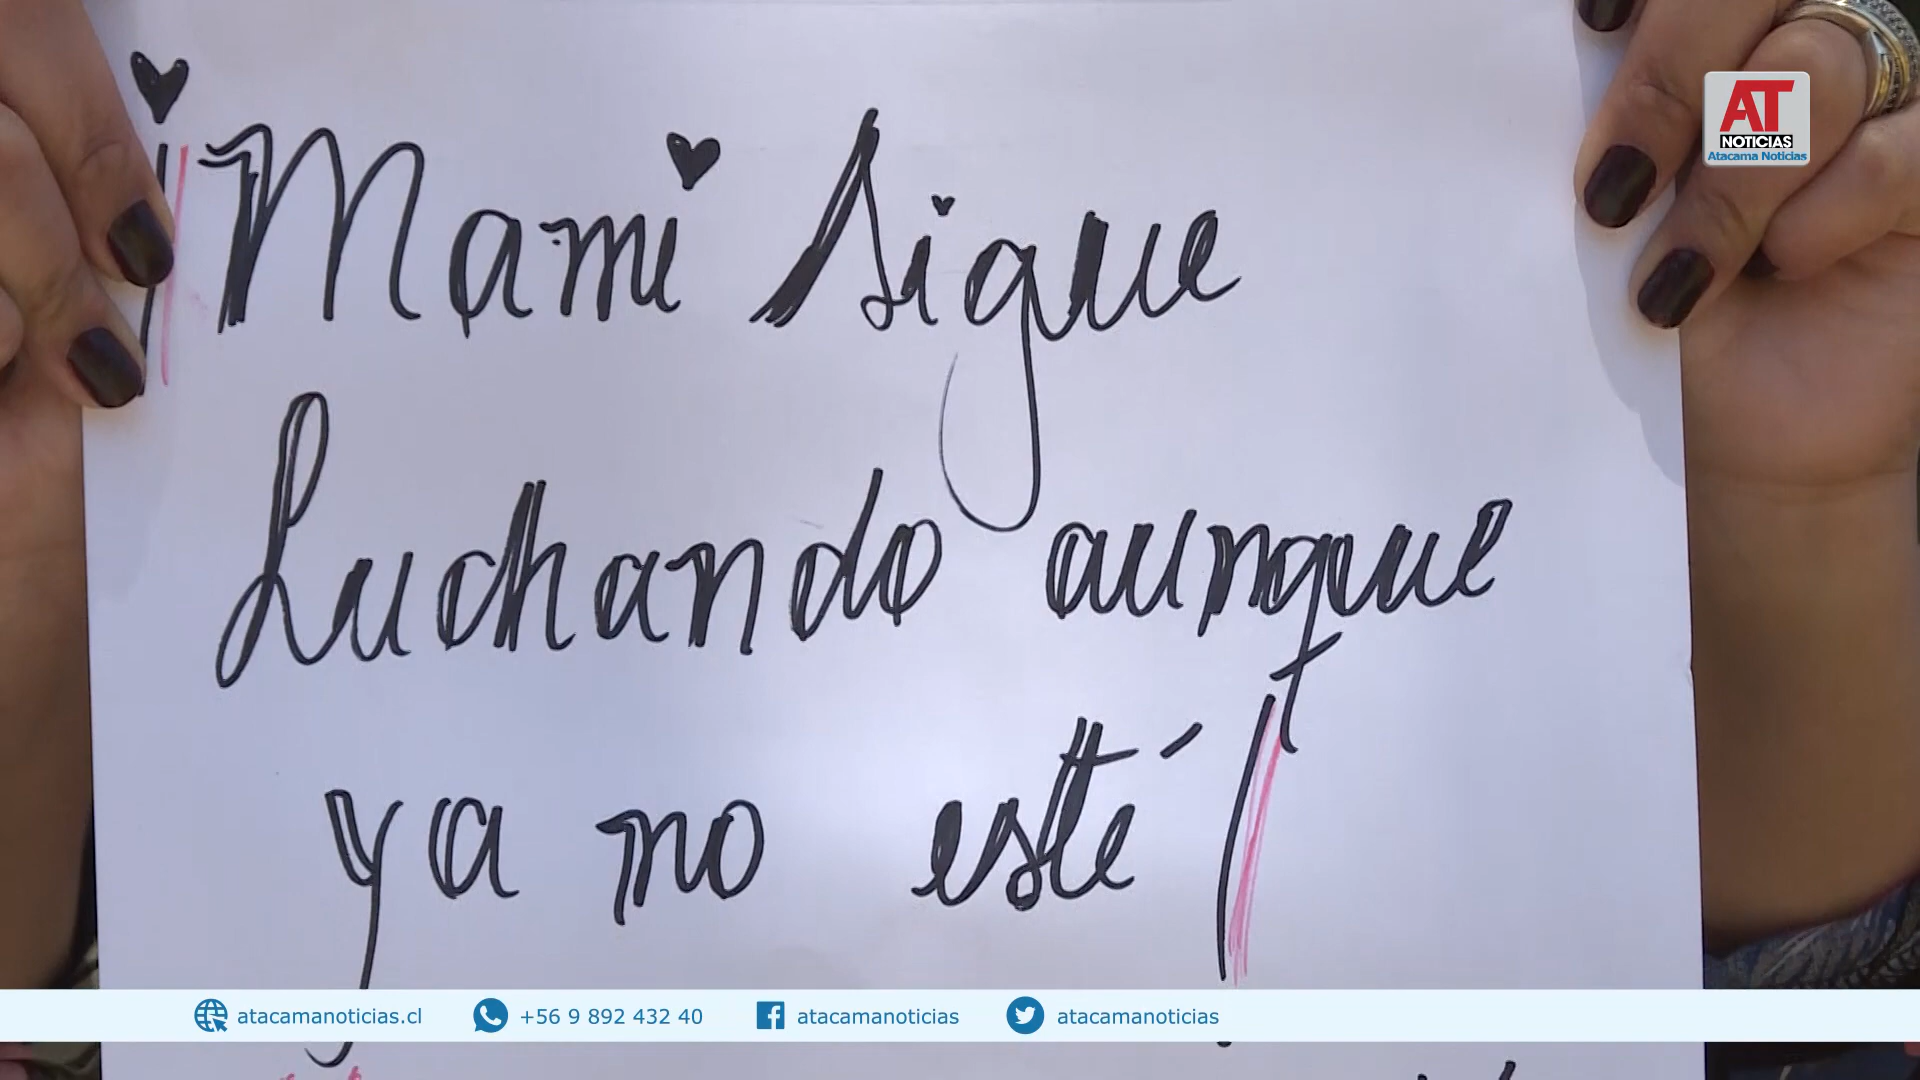 ¡Mami sigue
Luchando aunque
ya no esté!
AT
NOTICIAS
Atacama Noticias
atacamanoticias.cl
+56 9 892 432 40
atacamanoticias
atacamanoticias